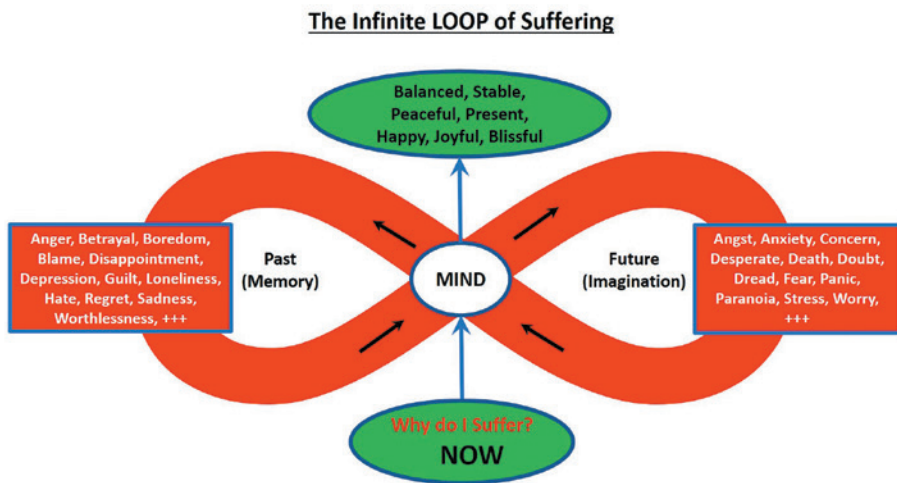 The Infinite LOOP of Suffering
Balanced, Stable,
Peaceful, Present,
Happy, Joyful, Blissful
Anger, Betrayal, Boredom,
Blame, Disappointment,
Depression, Guilt, Loneliness,
Hate, Regret, Sadness,
Worthlessness, +++
Past
(Memory)
MIND
Future
(Imagination)
Angst, Anxiety, Concern,
Desperate, Death, Doubt,
Dread, Fear, Panic,
Paranoia, Stress, Worry,
+++
Why do I Suffer?
NOW